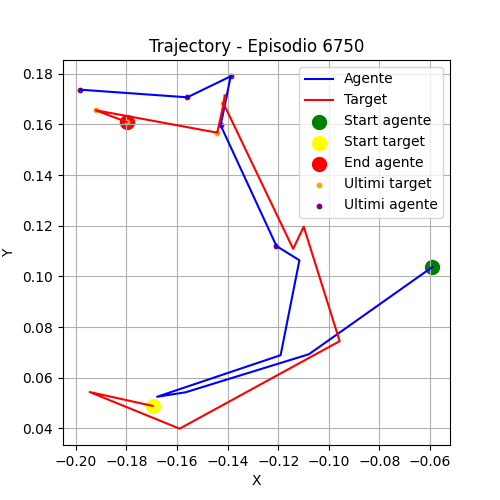 Trajectory - Episodio 6750
Agente
Target
Start agente
Start target
End agente
Ultimi target
Ultimi agente
Y
0.18
0.16
0.14
0.12
0.10
0.08
0.06
0.04
−0.20 −0.18 −0.16 −0.14 −0.12 −0.10 −0.08 −0.06
X